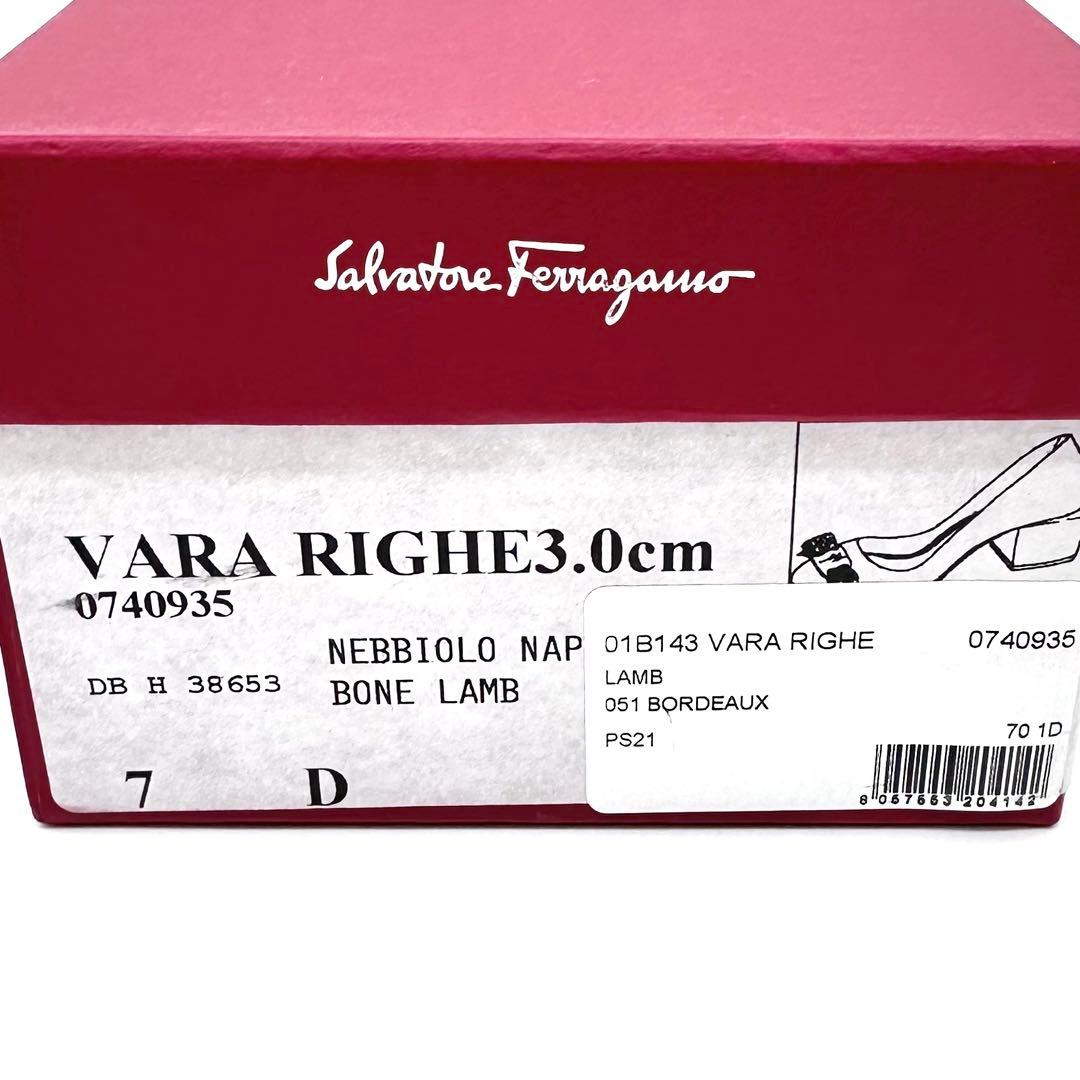 Salvatore Ferragamo
VARA RIGHE3.0cm
0740935
NEBBIOLO NAP
DB H 38653
BONE LAMB
7 D
01B143 VARA RIGHE 0740935
LAMB
051 BORDEAUX
PS21
70 1D
8 057553 204142